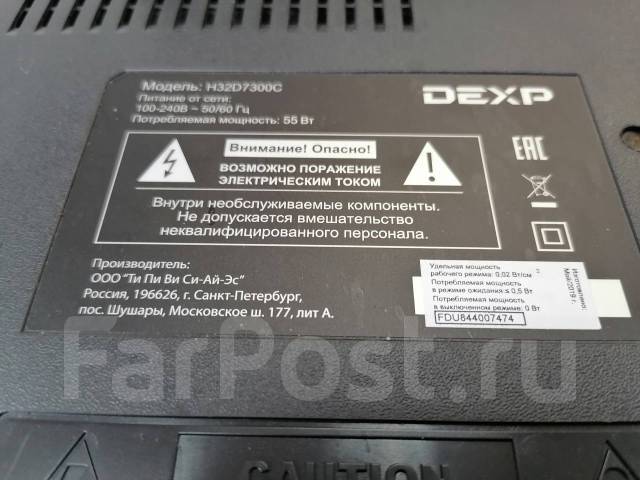 Модель: H32D7300C
Питание от сети:
100-240В ~ 50/60 Гц
Потребляемая мощность: 55 Вт
DEXP
Внимание! Опасно!
ВОЗМОЖНО ПОРАЖЕНИЕ
ЭЛЕКТРИЧЕСКИМ ТОКОМ
EAC
Внутри необслуживаемые компоненты.
Не допускается вмешательство
неквалифицированного персонала.
Производитель:
ООО "Ти Пи Ви Си-Ай-Эс"
Россия, 196626, г. Санкт-Петербург,
пос. Шушары, Московское ш. 177, лит А.
Удельная мощность
рабочего режима: 0,02 Вт/см
Потребляемая мощность
в режиме ожидания ≤ 0,5 Вт
Потребляемая мощность
в выключенном режиме: 0 Вт
FDU844007474
Изготовлено:
Май/2019 г.
FarPost.ru
CAUTION